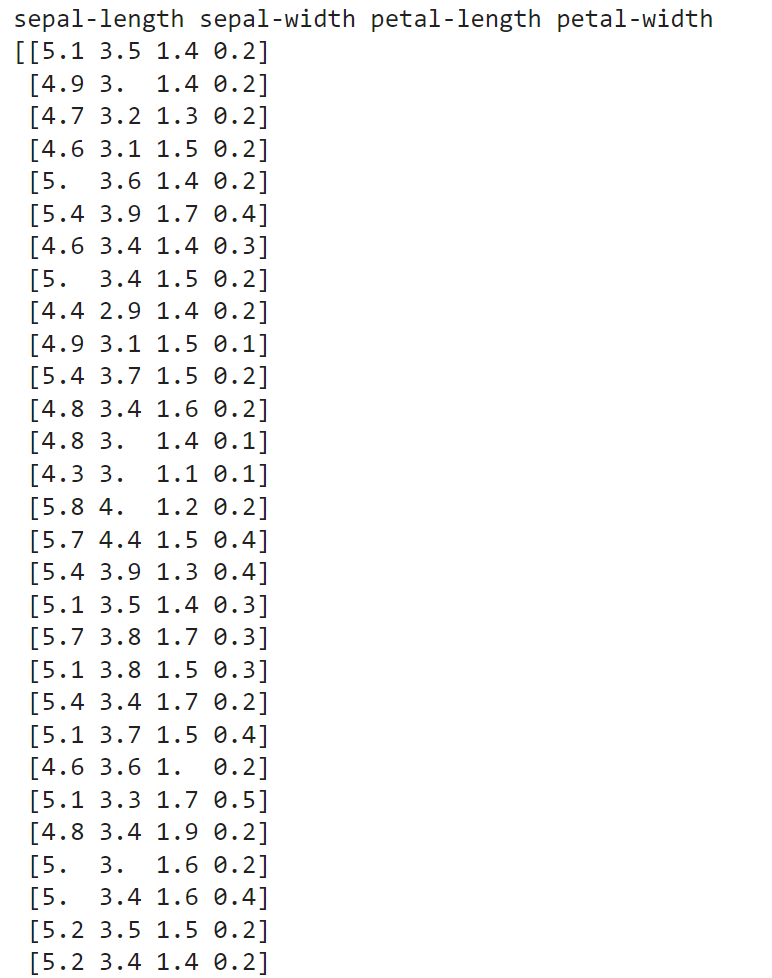 sepal-length sepal-width petal-length petal-width
[[5.1 3.5 1.4 0.2]
 [4.9 3.  1.4 0.2]
 [4.7 3.2 1.3 0.2]
 [4.6 3.1 1.5 0.2]
 [5.  3.6 1.4 0.2]
 [5.4 3.9 1.7 0.4]
 [4.6 3.4 1.4 0.3]
 [5.  3.4 1.5 0.2]
 [4.4 2.9 1.4 0.2]
 [4.9 3.1 1.5 0.1]
 [5.4 3.7 1.5 0.2]
 [4.8 3.4 1.6 0.2]
 [4.8 3.  1.4 0.1]
 [4.3 3.  1.1 0.1]
 [5.8 4.  1.2 0.2]
 [5.7 4.4 1.5 0.4]
 [5.4 3.9 1.3 0.4]
 [5.1 3.5 1.4 0.3]
 [5.7 3.8 1.7 0.3]
 [5.1 3.8 1.5 0.3]
 [5.4 3.4 1.7 0.2]
 [5.1 3.7 1.5 0.4]
 [4.6 3.6 1.  0.2]
 [5.1 3.3 1.7 0.5]
 [4.8 3.4 1.9 0.2]
 [5.  3.  1.6 0.2]
 [5.  3.4 1.6 0.4]
 [5.2 3.5 1.5 0.2]
 [5.2 3.4 1.4 0.2]